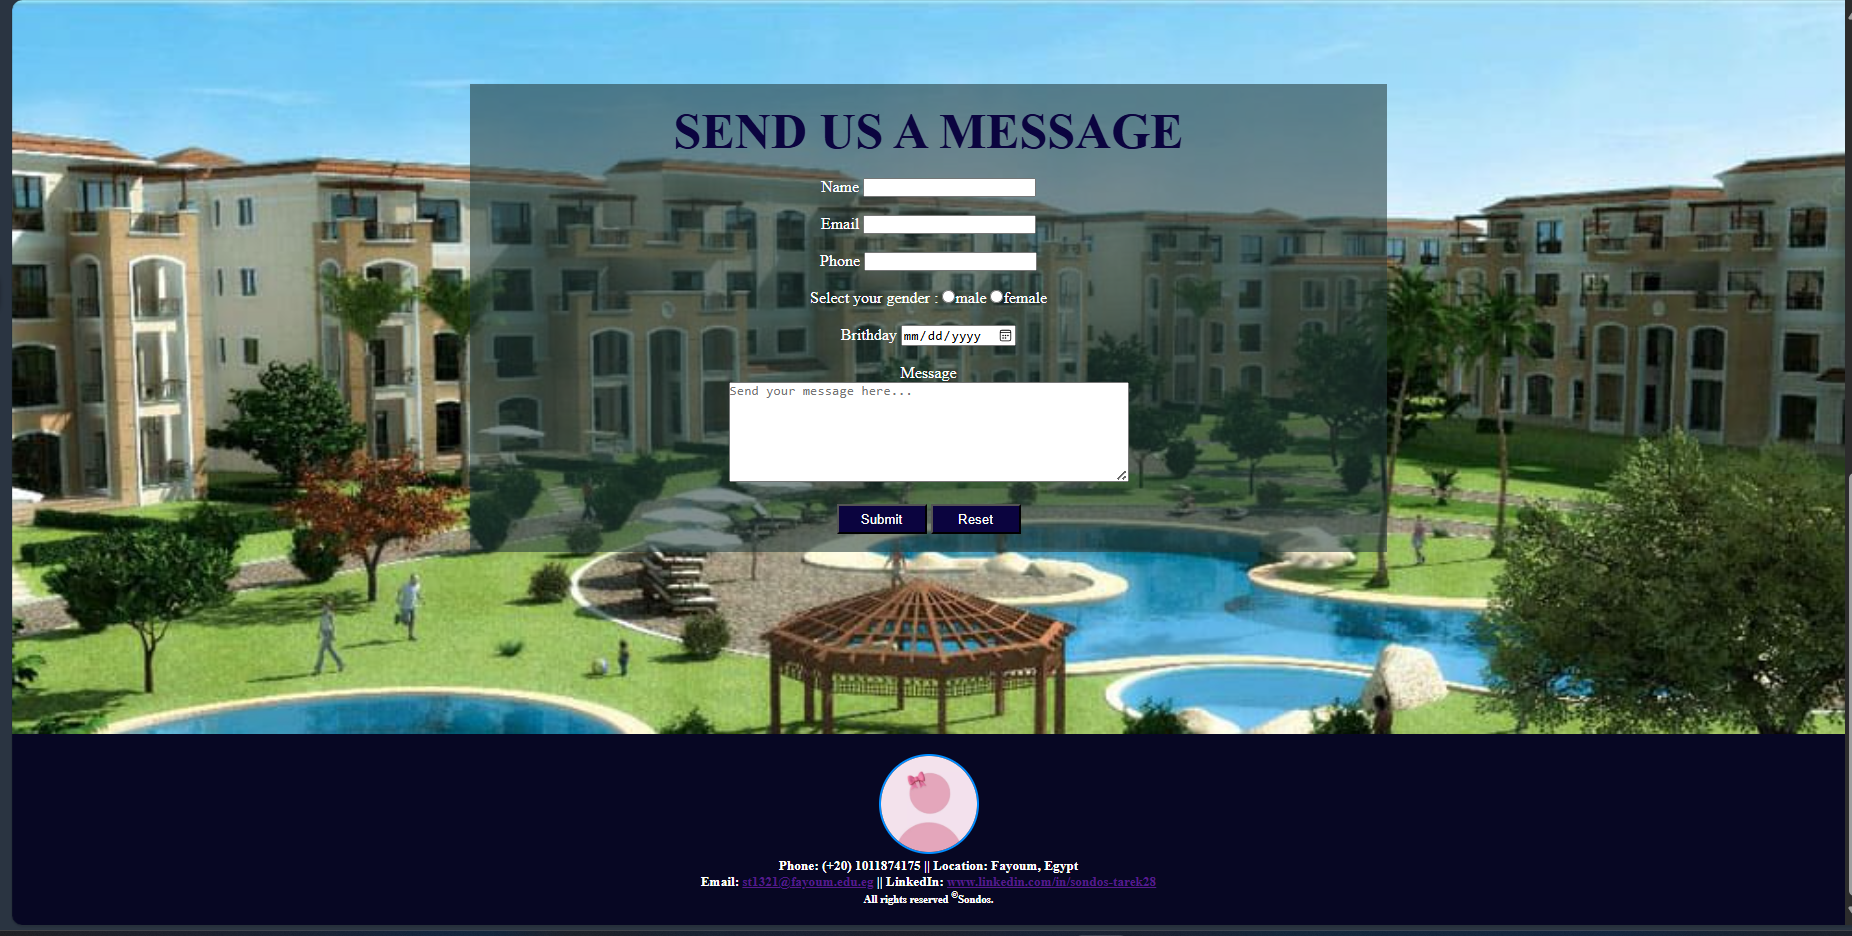 SEND US A MESSAGE
Name
Email
Phone
Select your gender : male female
Brithday mm/dd/yyyy
Message
Send your message here...
Submit Reset
Phone: (+20) 1011874175 || Location: Fayoum, Egypt
Email: st1321@fayoum.edu.eg || LinkedIn: www.linkedin.com/in/sondos-tarek28
All rights reserved ©Sondos.